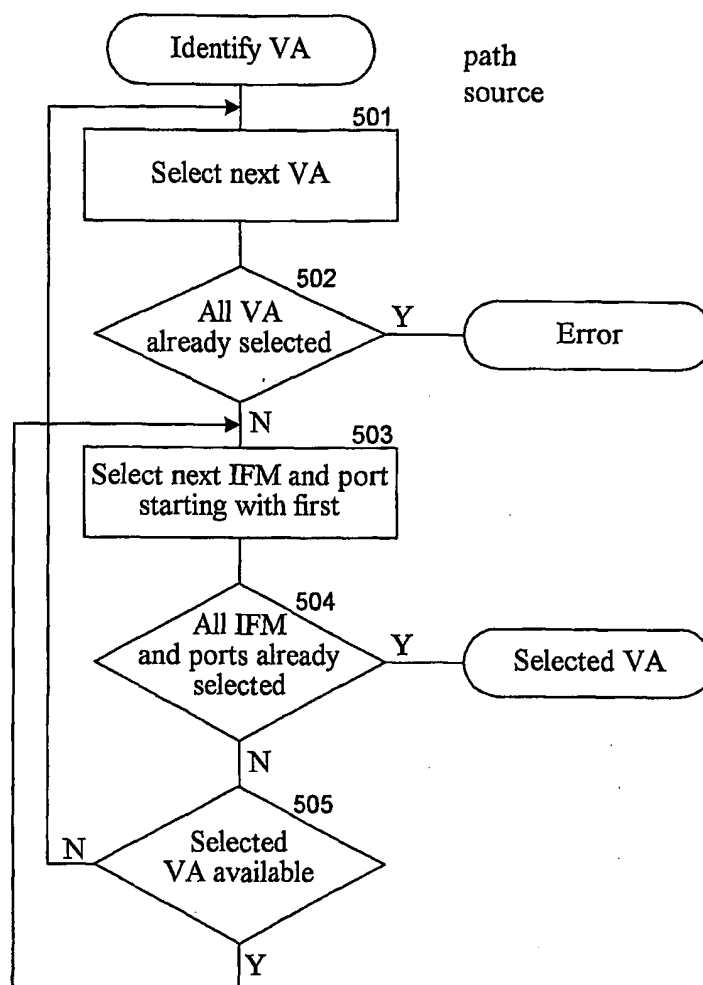 Identify VA
path
source
501
Select next VA
502
All VA
already selected
Y
Error
N
503
Select next IFM and port
starting with first
504
All IFM
and ports already
selected
Y
Selected VA
N
505
Selected
VA available
N
Y